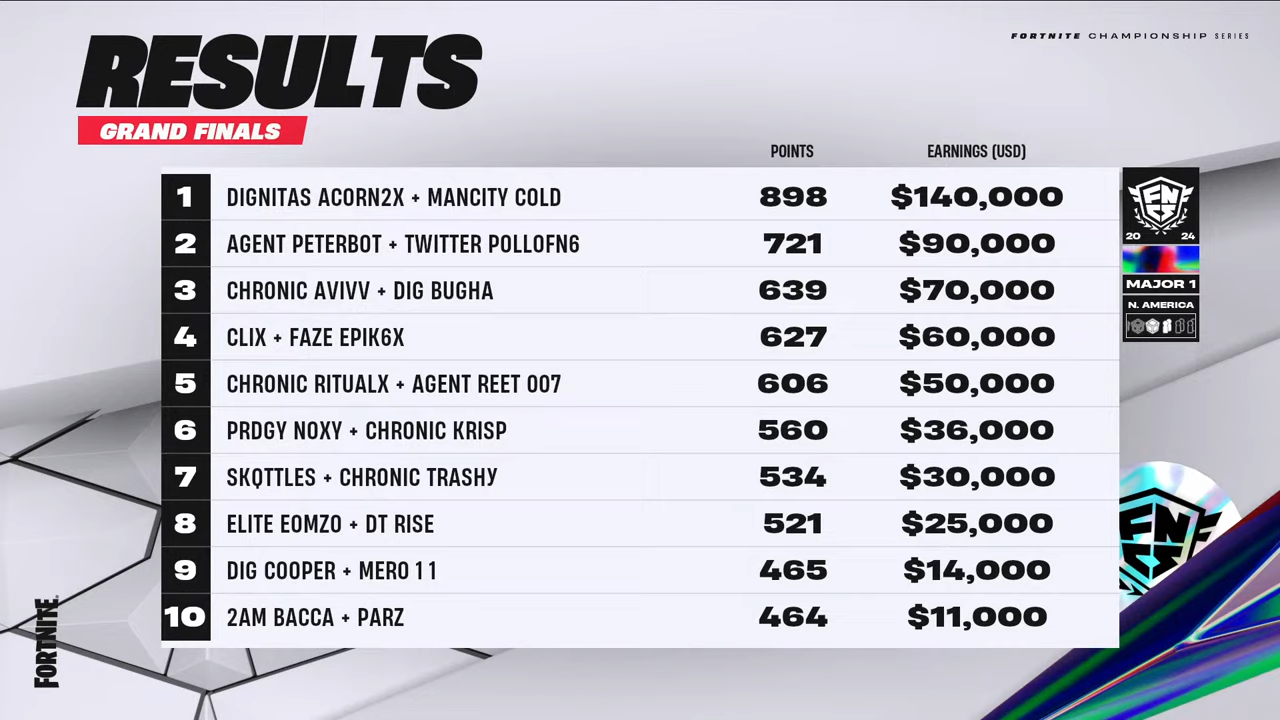 RESULTS
FORTNITE CHAMPIONSHIP SERIES
GRAND FINALS
POINTS EARNINGS (USD)
1 DIGNITAS ACORN2X + MANCITY COLD 898 $140,000
2 AGENT PETERBOT + TWITTER POLLOFN6 721 $90,000
3 CHRONIC AVIVV + DIG BUGHA 639 $70,000
4 CLIX + FAZE EPIK6X 627 $60,000
5 CHRONIC RITUALX + AGENT REET 007 606 $50,000
6 PRDGY NOXY + CHRONIC KRISP 560 $36,000
7 SKQTTLES + CHRONIC TRASHY 534 $30,000
8 ELITE EOMZO + DT RISE 521 $25,000
9 DIG COOPER + MERO 11 465 $14,000
10 2AM BACCA + PARZ 464 $11,000
FNCS
20 24
MAJOR 1
N. AMERICA
FNCS
FORTNITE